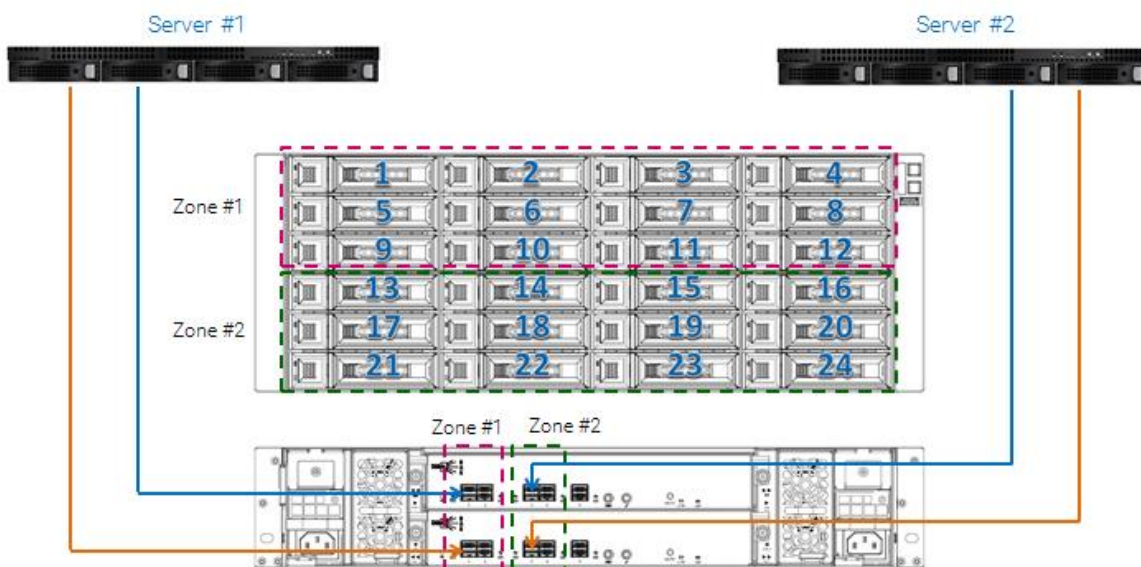 Server #1
Server #2
Zone #1
1 2 3 4
5 6 7 8
9 10 11 12
Zone #2
13 14 15 16
17 18 19 20
21 22 23 24
Zone #1
Zone #2